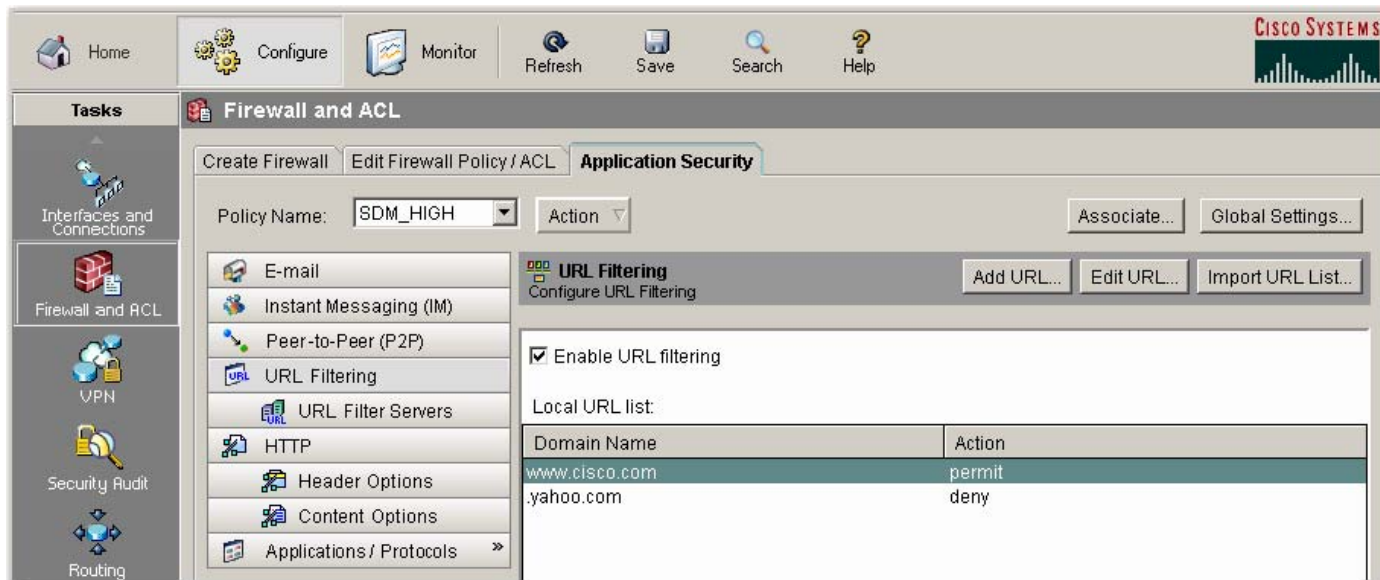 Home
Configure
Monitor
Refresh
Save
Search
Help
CISCO SYSTEMS
Tasks
Firewall and ACL
Create Firewall
Edit Firewall Policy / ACL
Application Security
Interfaces and
Connections
Policy Name:
SDM_HIGH
Action
Associate...
Global Settings...
Firewall and ACL
E-mail
Instant Messaging (IM)
Peer-to-Peer (P2P)
URL Filtering
URL Filter Servers
HTTP
Header Options
Content Options
Applications / Protocols »
URL Filtering
Configure URL Filtering
Add URL...
Edit URL...
Import URL List...
Enable URL filtering
Local URL list:
Domain Name Action
www.cisco.com permit
.yahoo.com deny
VPN
Security Audit
Routing
URL
URL